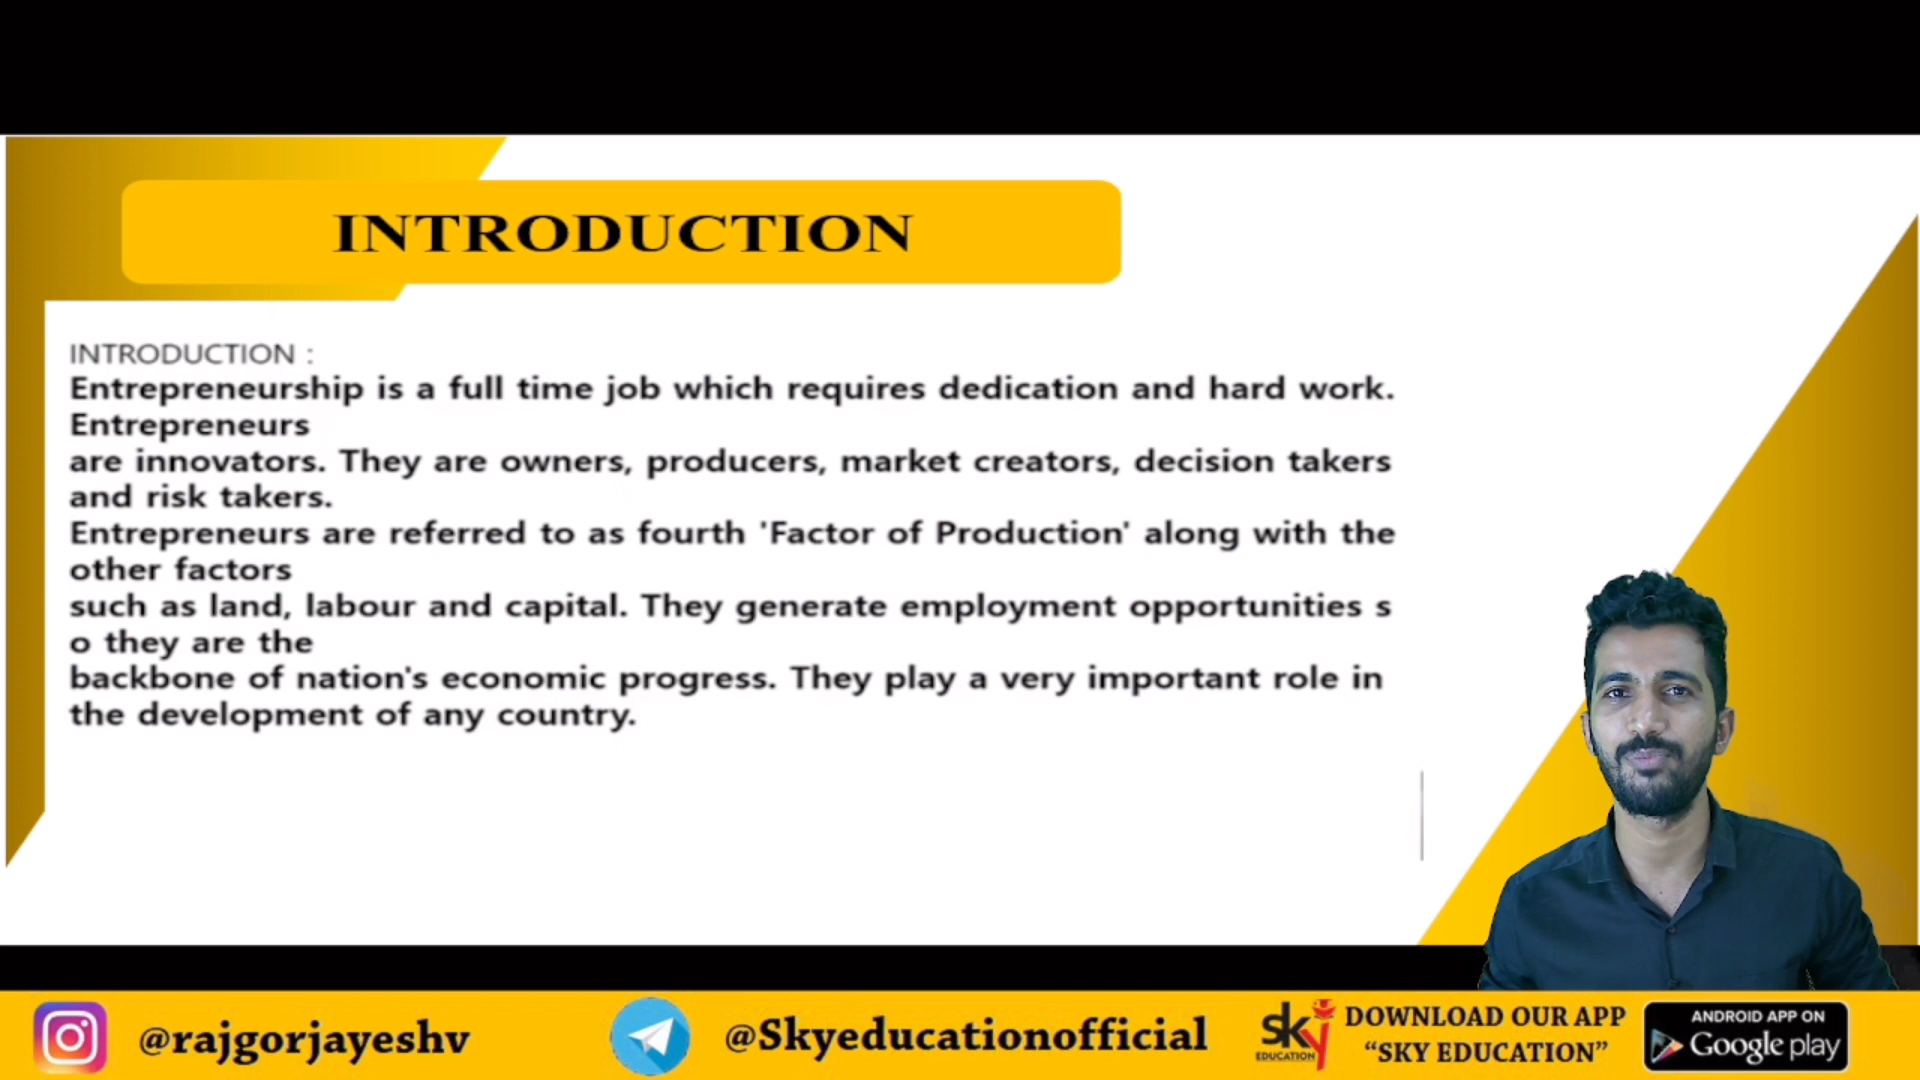 INTRODUCTION
INTRODUCTION :
Entrepreneurship is a full time job which requires dedication and hard work.
Entrepreneurs
are innovators. They are owners, producers, market creators, decision takers
and risk takers.
Entrepreneurs are referred to as fourth 'Factor of Production' along with the
other factors
such as land, labour and capital. They generate employment opportunities s
o they are the
backbone of nation's economic progress. They play a very important role in
the development of any country.
@rajgorjayeshv
@Skyeducationofficial
sky
EDUCATION
DOWNLOAD OUR APP
“SKY EDUCATION”
ANDROID APP ON
Google play